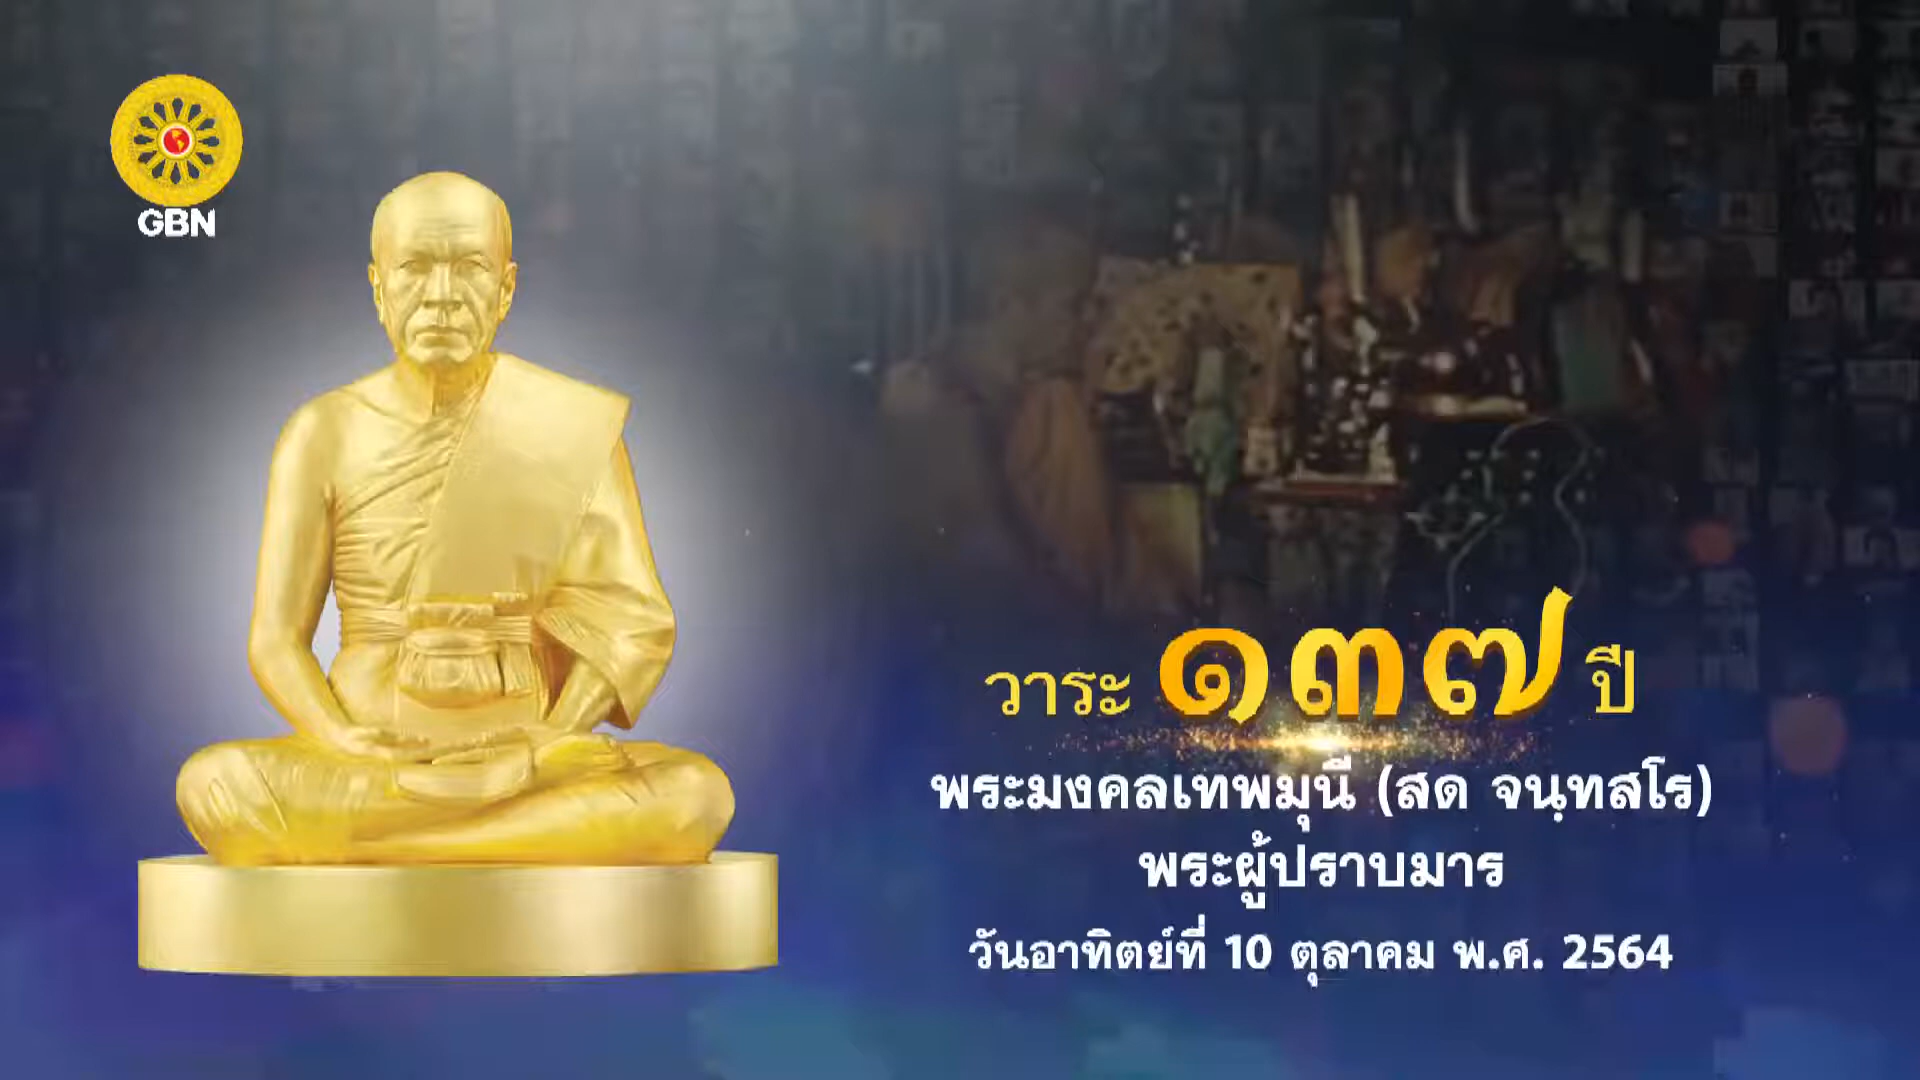 GBN
วาระ ๑๓๗ ปี
พระมงคลเทพมุนี (สด จนฺทสโร)
พระผู้ปราบมาร
วันอาทิตย์ที่ 10 ตุลาคม พ.ศ. 2564